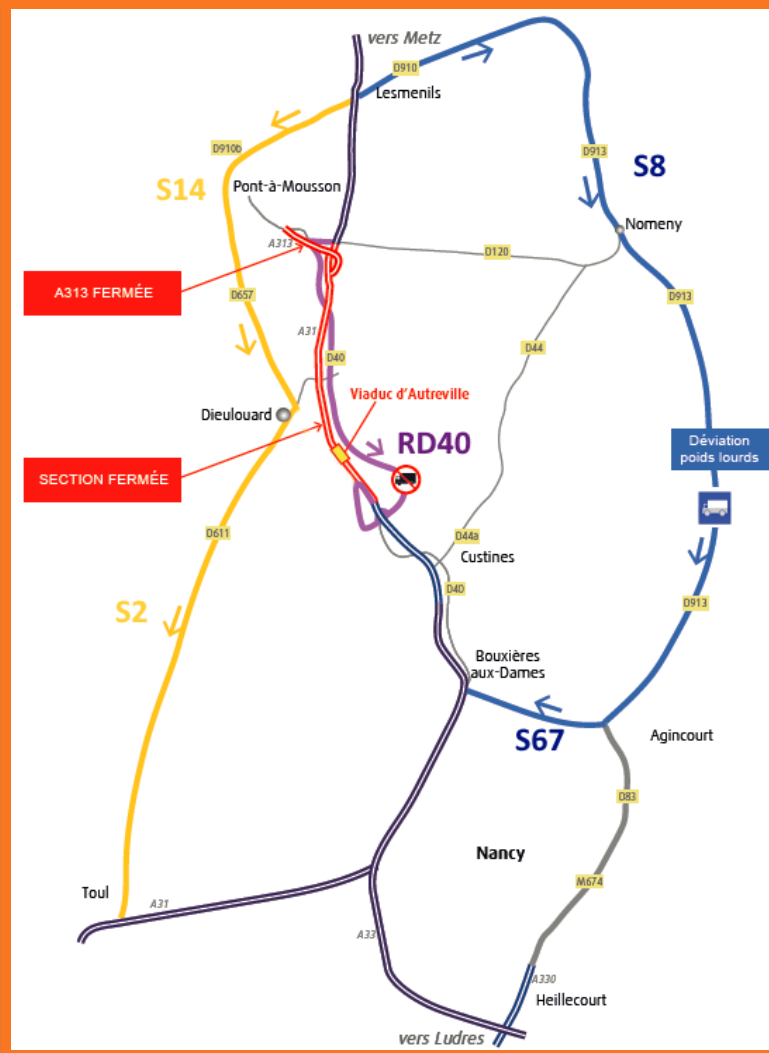 vers Metz
D910
Lesmenils
D913
S8
D910b
S14
Pont-à-Mousson
Nomeny
A313
D120
A313 FERMÉE
D657
D913
A31
D44
D40
Viaduc d'Autreville
Dieulouard
RD40
Déviation
poids lourds
SECTION FERMÉE
D611
D44a
Custines
D40
D913
S2
Bouxières
aux-Dames
S67
Agincourt
D83
Nancy
M674
Toul
A31
A33
A330
Heillecourt
vers Ludres